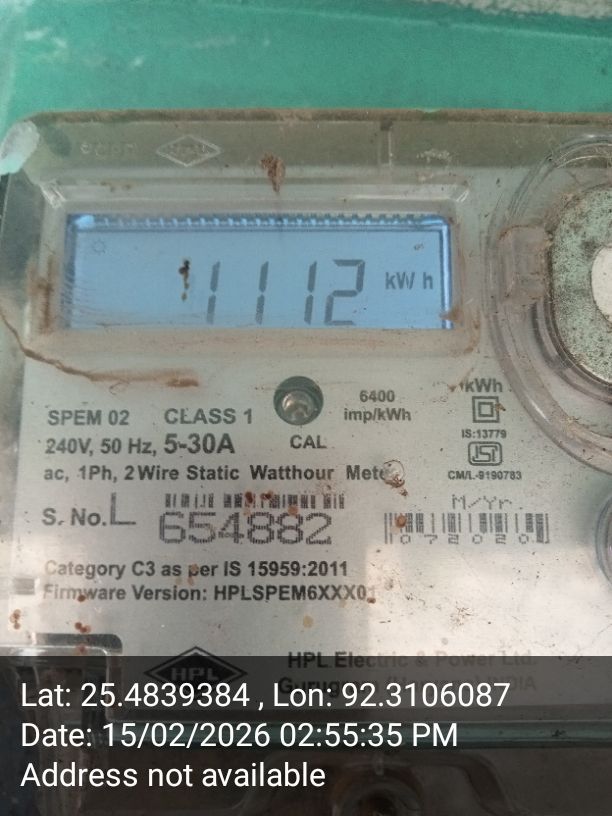 HPL
1112 kWh
6400
imp/kWh
kWh
SPEM 02 CLASS 1
CAL
IS:13779
240V, 50 Hz, 5-30A
ISI
CM/L-9190783
ac, 1Ph, 2 Wire Static Watthour Meter
M/Yr.
S. No. L 654882
072020
Category C3 as per IS 15959:2011
Firmware Version: HPLSPEM6XXX01
HPL
HPL Electric & Power Ltd.
Lat: 25.4839384 , Lon: 92.3106087
Date: 15/02/2026 02:55:35 PM
Address not available